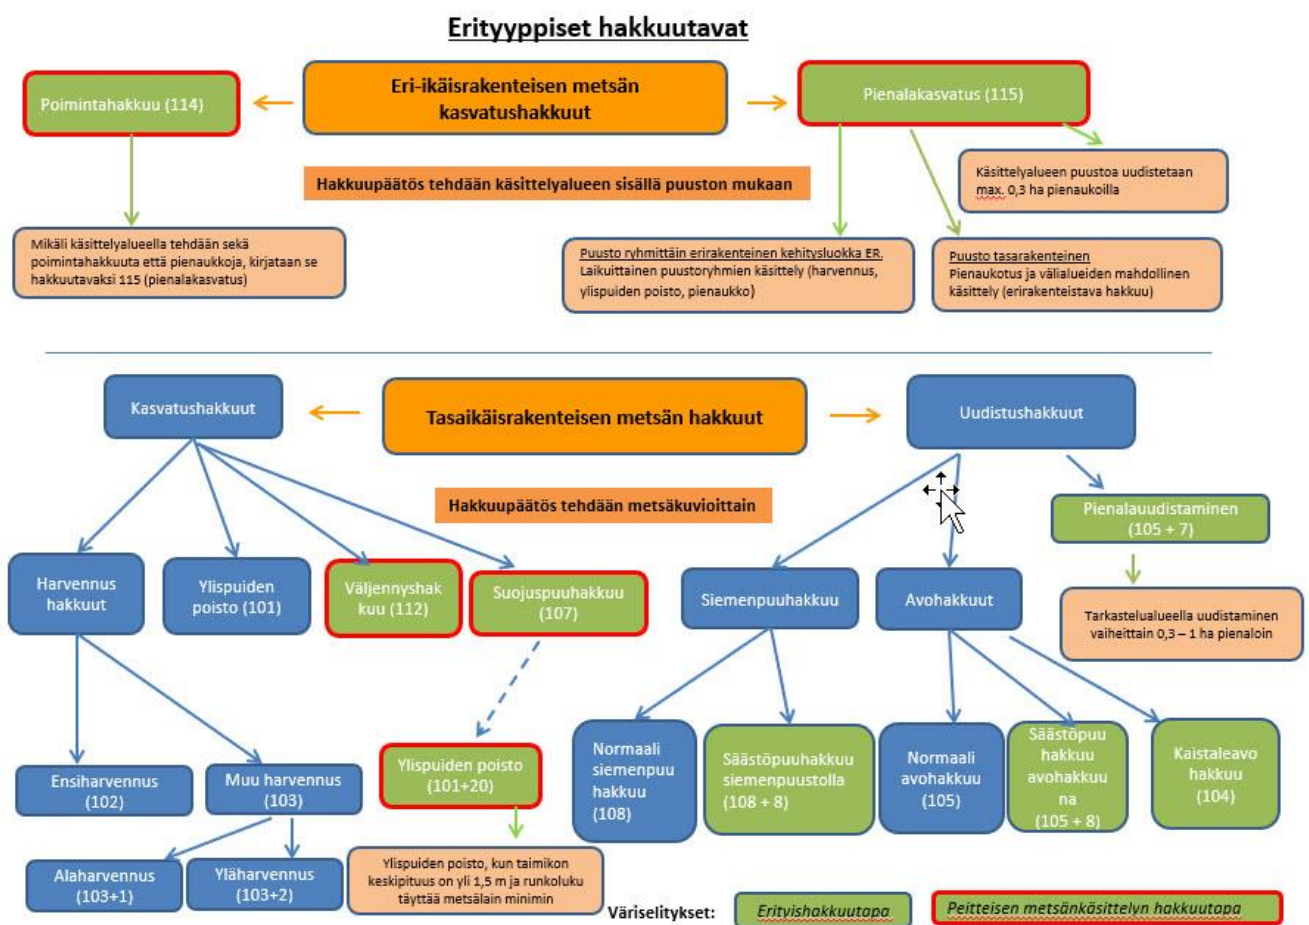 Erityyppiset hakkuutavat
Poimintahakkuu (114)
Eri-ikäisrakenteisen metsän
kasvatushakkuut
Pienalakasvatus (115)
Hakkuupäätös tehdään käsittelyalueen sisällä puuston mukaan
Käsittelyalueen puustoa uudistetaan
max. 0,3 ha pienaukoilla
Mikäli käsittelyalueella tehdään sekä
poimintahakkuuta että pienaukkoja, kirjataan se
hakkuutavaksi 115 (pienalakasvatus)
Puusto ryhmittäin erirakenteinen kehitysluokka ER.
Laikuittainen puustoryhmien käsittely (harvennus,
ylispuiden poisto, pienaukko)
Puusto tasarakenteinen
Pienaukotus ja välialueiden mahdollinen
käsittely (erirakenteistava hakkuu)
Kasvatushakkuut
Tasaikäisrakenteisen metsän hakkuut
Uudistushakkuut
Hakkuupäätös tehdään metsäkuvioittain
Pienalauudistaminen
(105 + 7)
Harvennus
hakkuut
Ylispuiden
poisto (101)
Väljennyshak
kuu (112)
Suojuspuuhakkuu
(107)
Siemenpuuhakkuu
Avohakkuut
Tarkastelualueella uudistaminen
vaiheittain 0,3 – 1 ha pienaloin
Ensiharvennus
(102)
Muu harvennus
(103)
Ylispuiden poisto
(101+20)
Normaali
siemenpuu
hakkuu
(108)
Säästöpuuhakkuu
siemenpuustolla
(108 + 8)
Normaali
avohakkuu
(105)
Säästöpuu
hakkuu
avohakkuu
na
(105 + 8)
Kaistaleavo
hakkuu
(104)
Alaharvennus
(103+1)
Yläharvennus
(103+2)
Ylispuiden poisto, kun taimikon
keskipituus on yli 1,5 m ja runkoluku
täyttää metsälain minimin
Väriselitykset:
Erityishakkuutapa
Peitteisen metsänkäsittelyn hakkuutapa